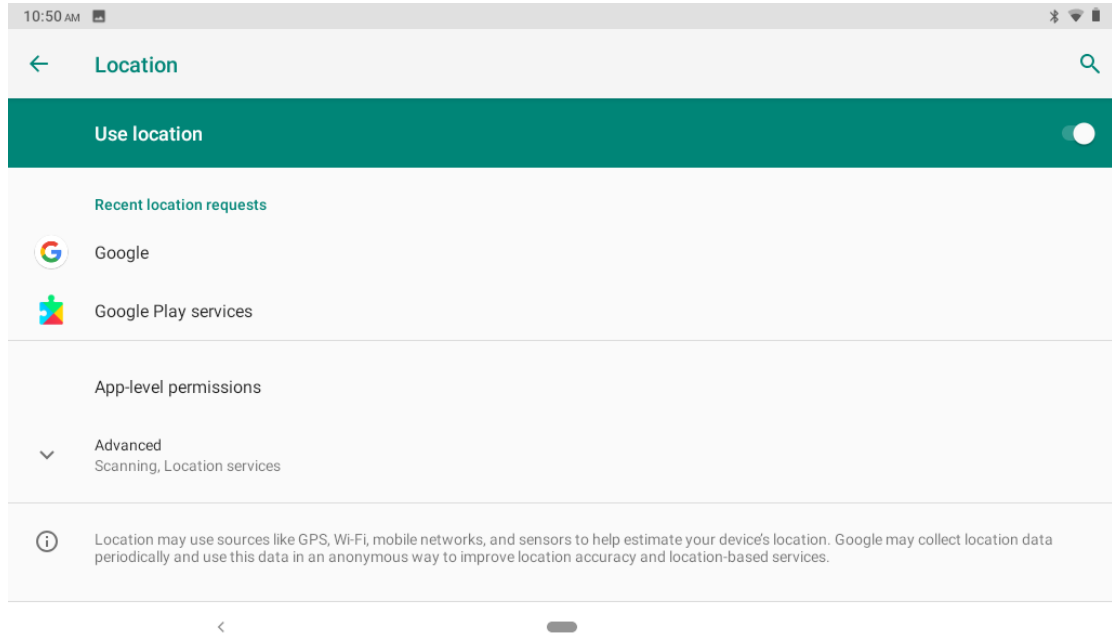 10:50 AM
Location
Use location
Recent location requests
Google
Google Play services
App-level permissions
Advanced
Scanning, Location services
Location may use sources like GPS, Wi-Fi, mobile networks, and sensors to help estimate your device's location. Google may collect location data
periodically and use this data in an anonymous way to improve location accuracy and location-based services.